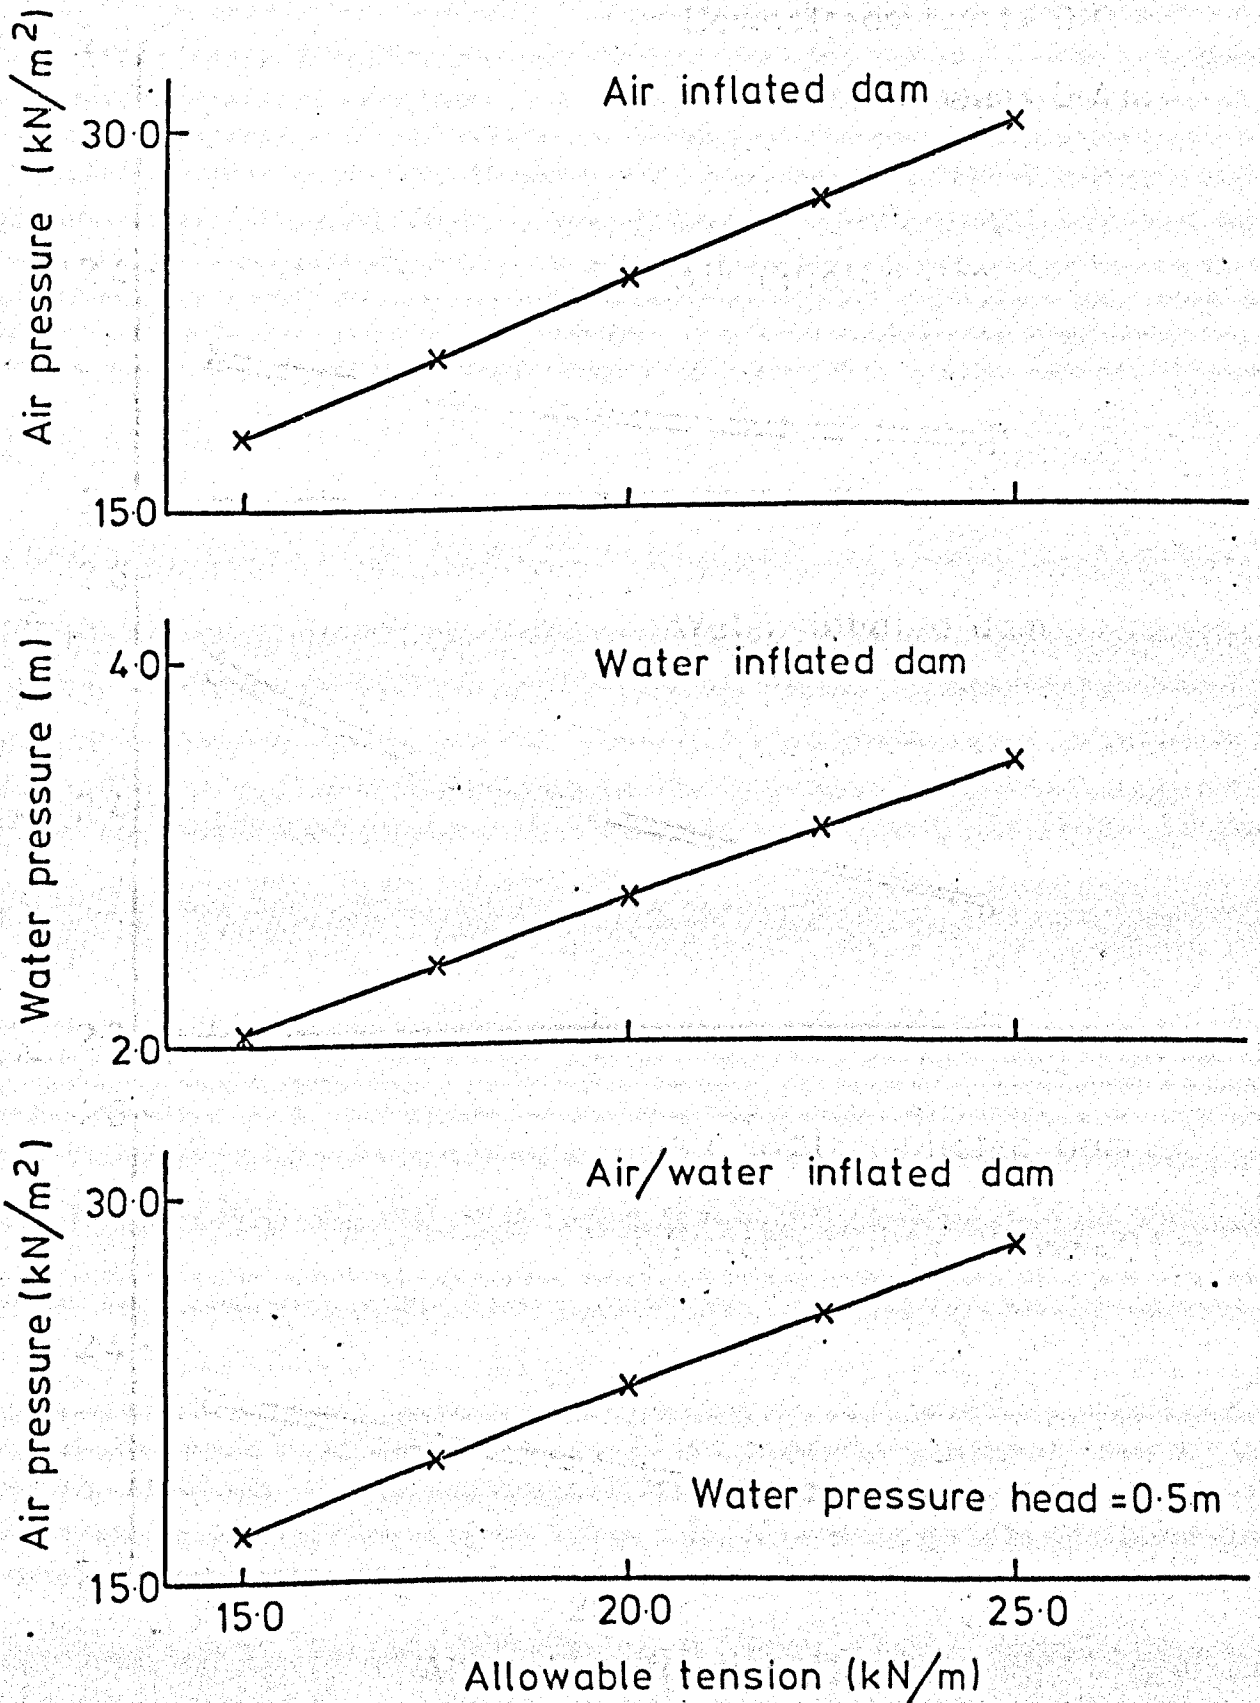 Air inflated dam
Air pressure (kN/m²)
30·0
15·0
Water inflated dam
Water pressure (m)
4·0
2·0
Air/water inflated dam
Air pressure (kN/m²)
30·0
Water pressure head = 0·5m
15·0
15·0 20·0 25·0
Allowable tension (kN/m)